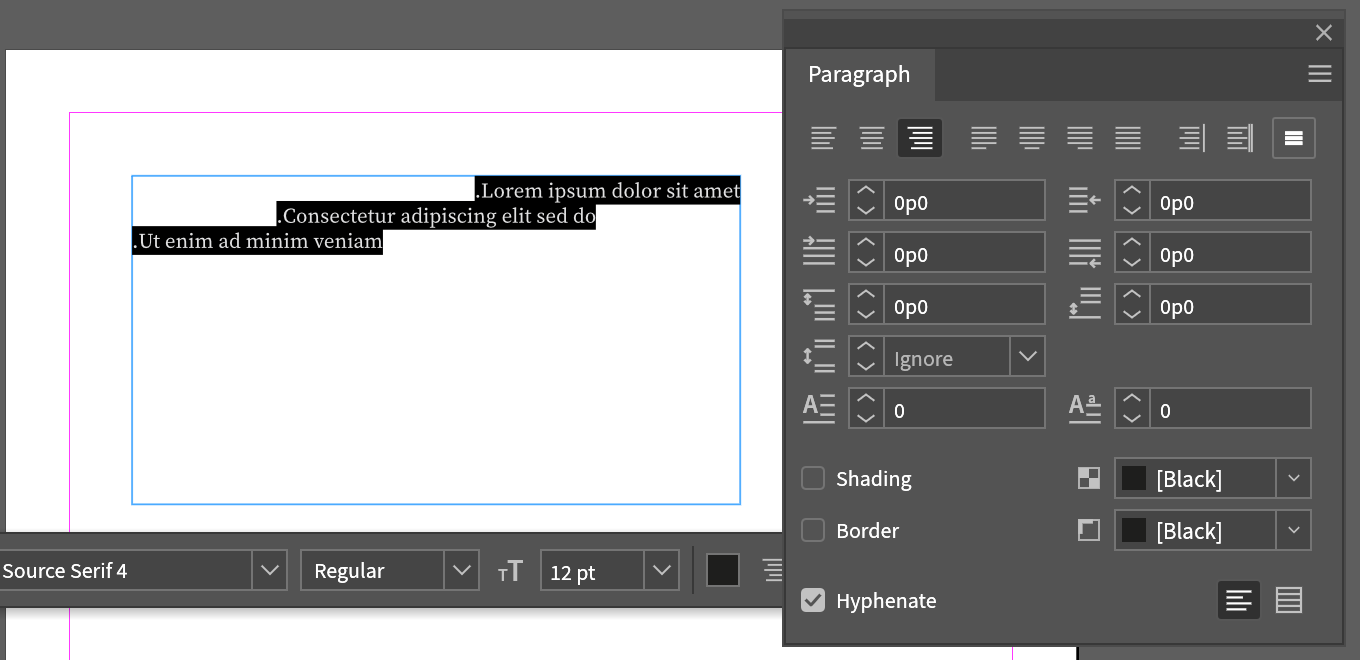 Paragraph
.Lorem ipsum dolor sit amet
.Consectetur adipiscing elit sed do
.Ut enim ad minim veniam
0p0
0p0
0p0
0p0
0p0
0p0
Ignore
0
0
Shading
[Black]
Border
[Black]
Hyphenate
Source Serif 4
Regular
12 pt